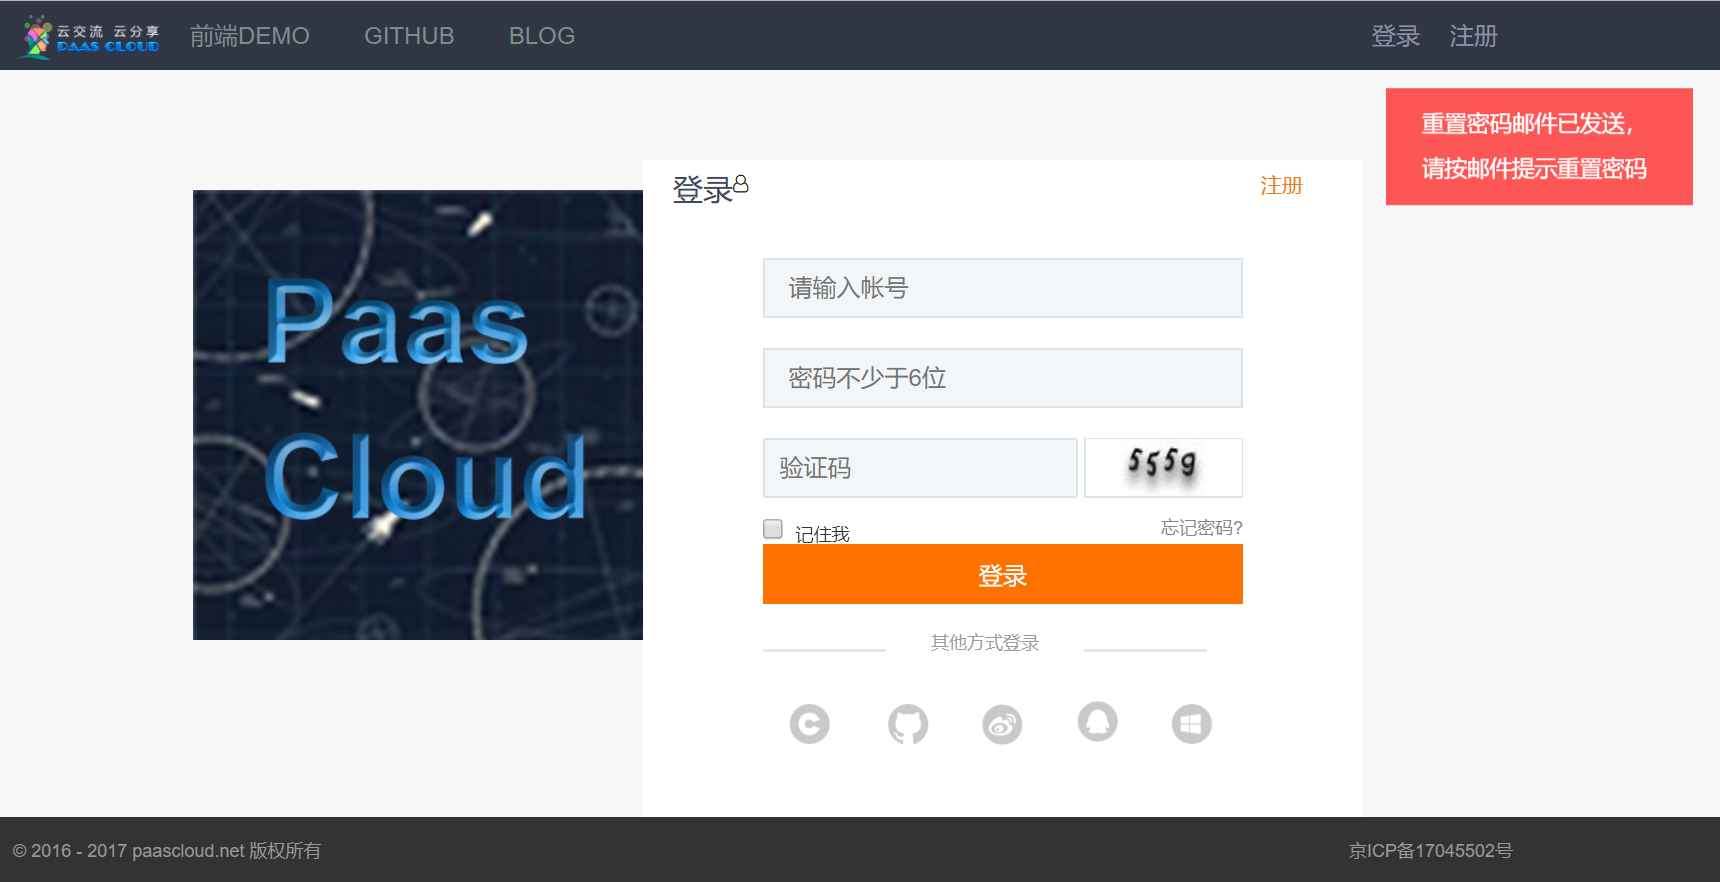 云交流 云分享
PAAS CLOUD
前端DEMO
GITHUB
BLOG
登录
注册
重置密码邮件已发送，
请按邮件提示重置密码
登录
注册
Paas
Cloud
请输入帐号
密码不少于6位
验证码
5559
记住我
忘记密码?
登录
其他方式登录
© 2016 - 2017 paascloud.net 版权所有
京ICP备17045502号